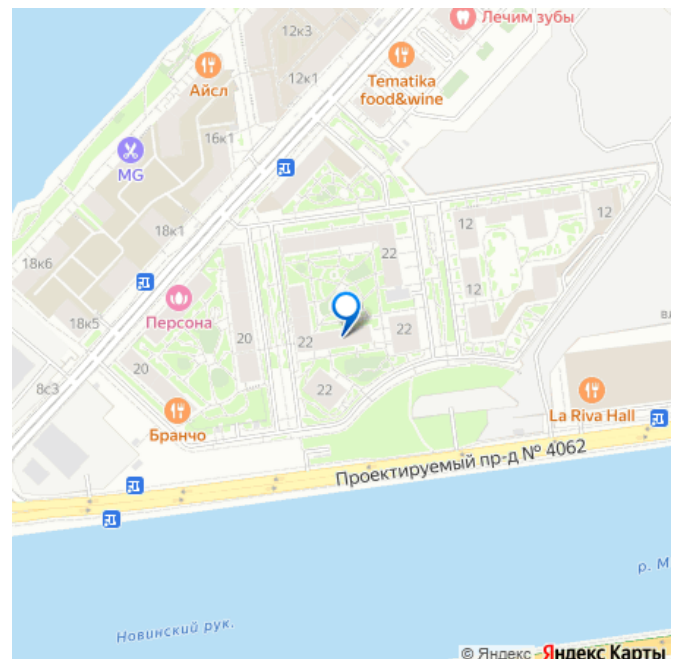 Лечим зубы
12к3
Айсл
12к1
Tematika
food&wine
16к1
MG
18к1
12
12
22
18к6
12
Персона
18к5
20
22
22
22
20
8с3
Бранчо
La Riva Hall
Проектируемый пр-д № 4062
р. М
Новинский рук.
© Яндекс Яндекс Карты